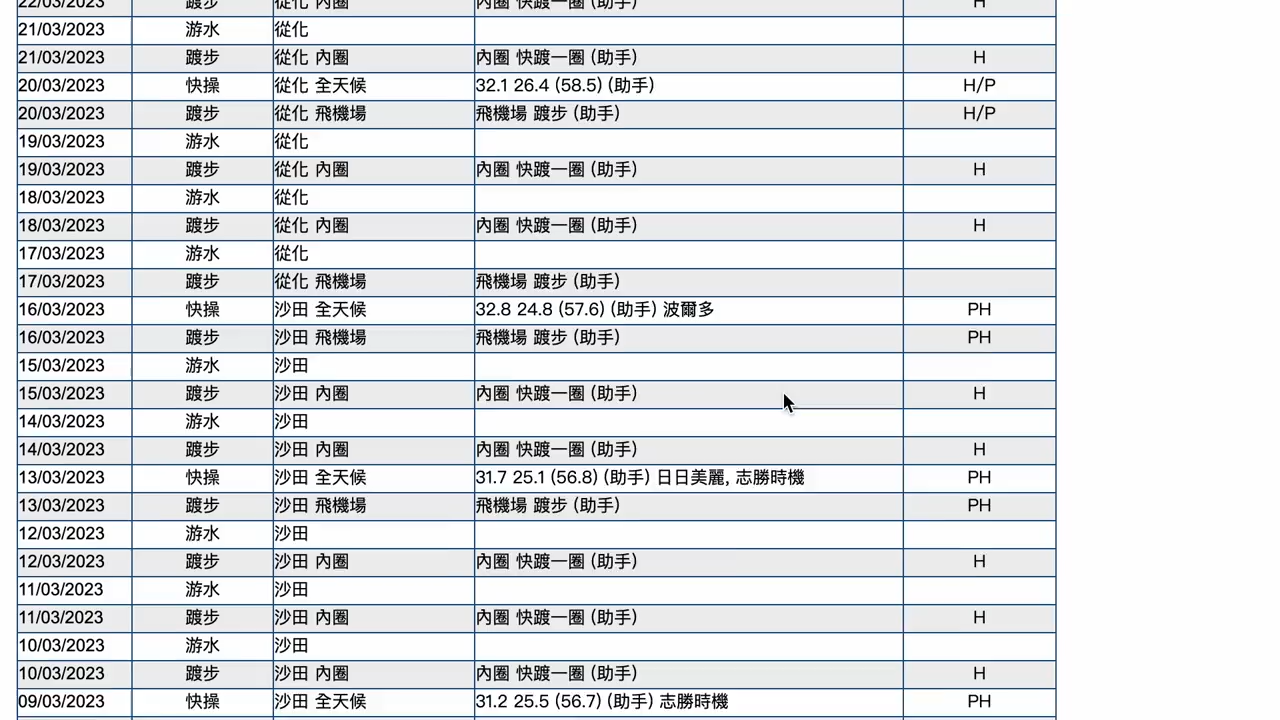 22/03/2023 踱步 從化 內圈 內圈 快踱一圈 (助手) H
21/03/2023 游水 從化
21/03/2023 踱步 從化 內圈 內圈 快踱一圈 (助手) H
20/03/2023 快操 從化 全天候 32.1 26.4 (58.5) (助手) H/P
20/03/2023 踱步 從化 飛機場 飛機場 踱步 (助手) H/P
19/03/2023 游水 從化
19/03/2023 踱步 從化 內圈 內圈 快踱一圈 (助手) H
18/03/2023 游水 從化
18/03/2023 踱步 從化 內圈 內圈 快踱一圈 (助手) H
17/03/2023 游水 從化
17/03/2023 踱步 從化 飛機場 飛機場 踱步 (助手)
16/03/2023 快操 沙田 全天候 32.8 24.8 (57.6) (助手) 波爾多 PH
16/03/2023 踱步 沙田 飛機場 飛機場 踱步 (助手) PH
15/03/2023 游水 沙田
15/03/2023 踱步 沙田 內圈 內圈 快踱一圈 (助手) H
14/03/2023 游水 沙田
14/03/2023 踱步 沙田 內圈 內圈 快踱一圈 (助手) H
13/03/2023 快操 沙田 全天候 31.7 25.1 (56.8) (助手) 日日美麗, 志勝時機 PH
13/03/2023 踱步 沙田 飛機場 飛機場 踱步 (助手) PH
12/03/2023 游水 沙田
12/03/2023 踱步 沙田 內圈 內圈 快踱一圈 (助手) H
11/03/2023 游水 沙田
11/03/2023 踱步 沙田 內圈 內圈 快踱一圈 (助手) H
10/03/2023 游水 沙田
10/03/2023 踱步 沙田 內圈 內圈 快踱一圈 (助手) H
09/03/2023 快操 沙田 全天候 31.2 25.5 (56.7) (助手) 志勝時機 PH